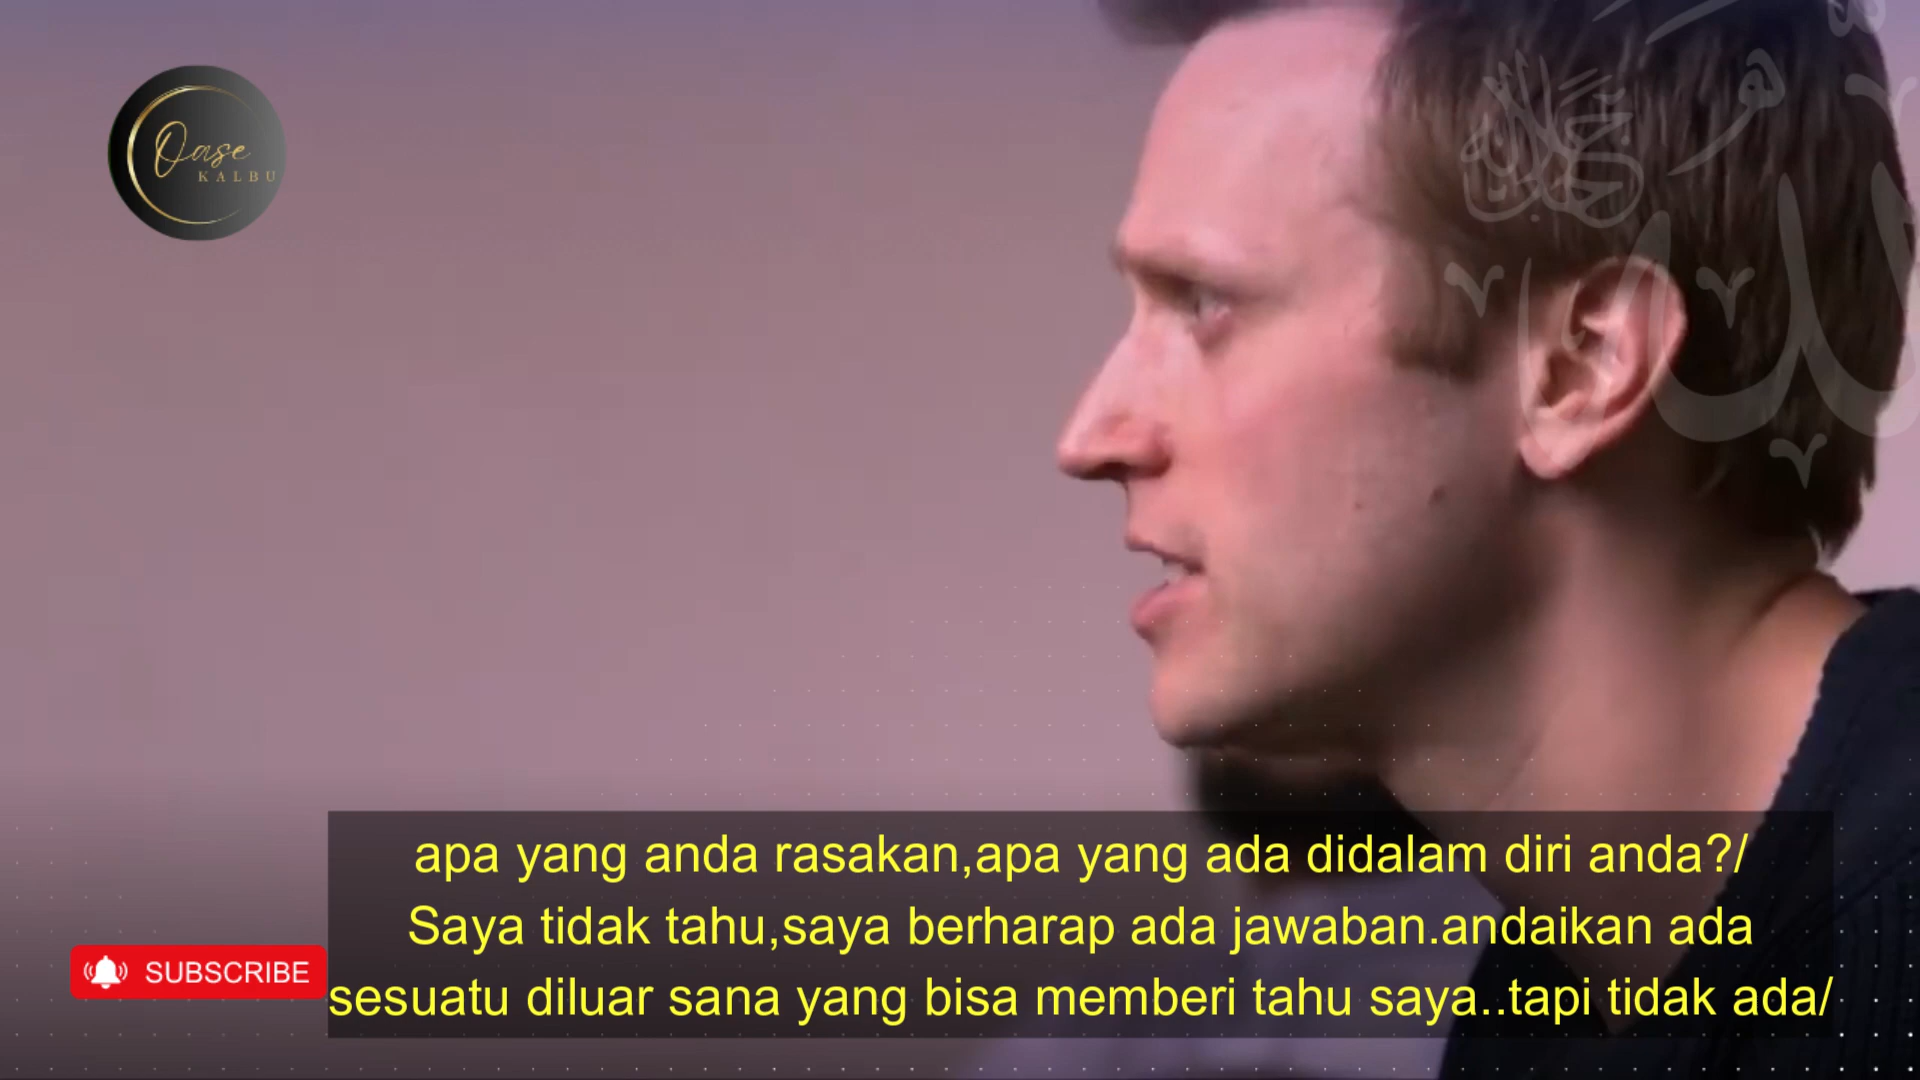 Oase
KALBU
apa yang anda rasakan,apa yang ada didalam diri anda?/
Saya tidak tahu,saya berharap ada jawaban.andaikan ada
SUBSCRIBE
sesuatu diluar sana yang bisa memberi tahu saya..tapi tidak ada/